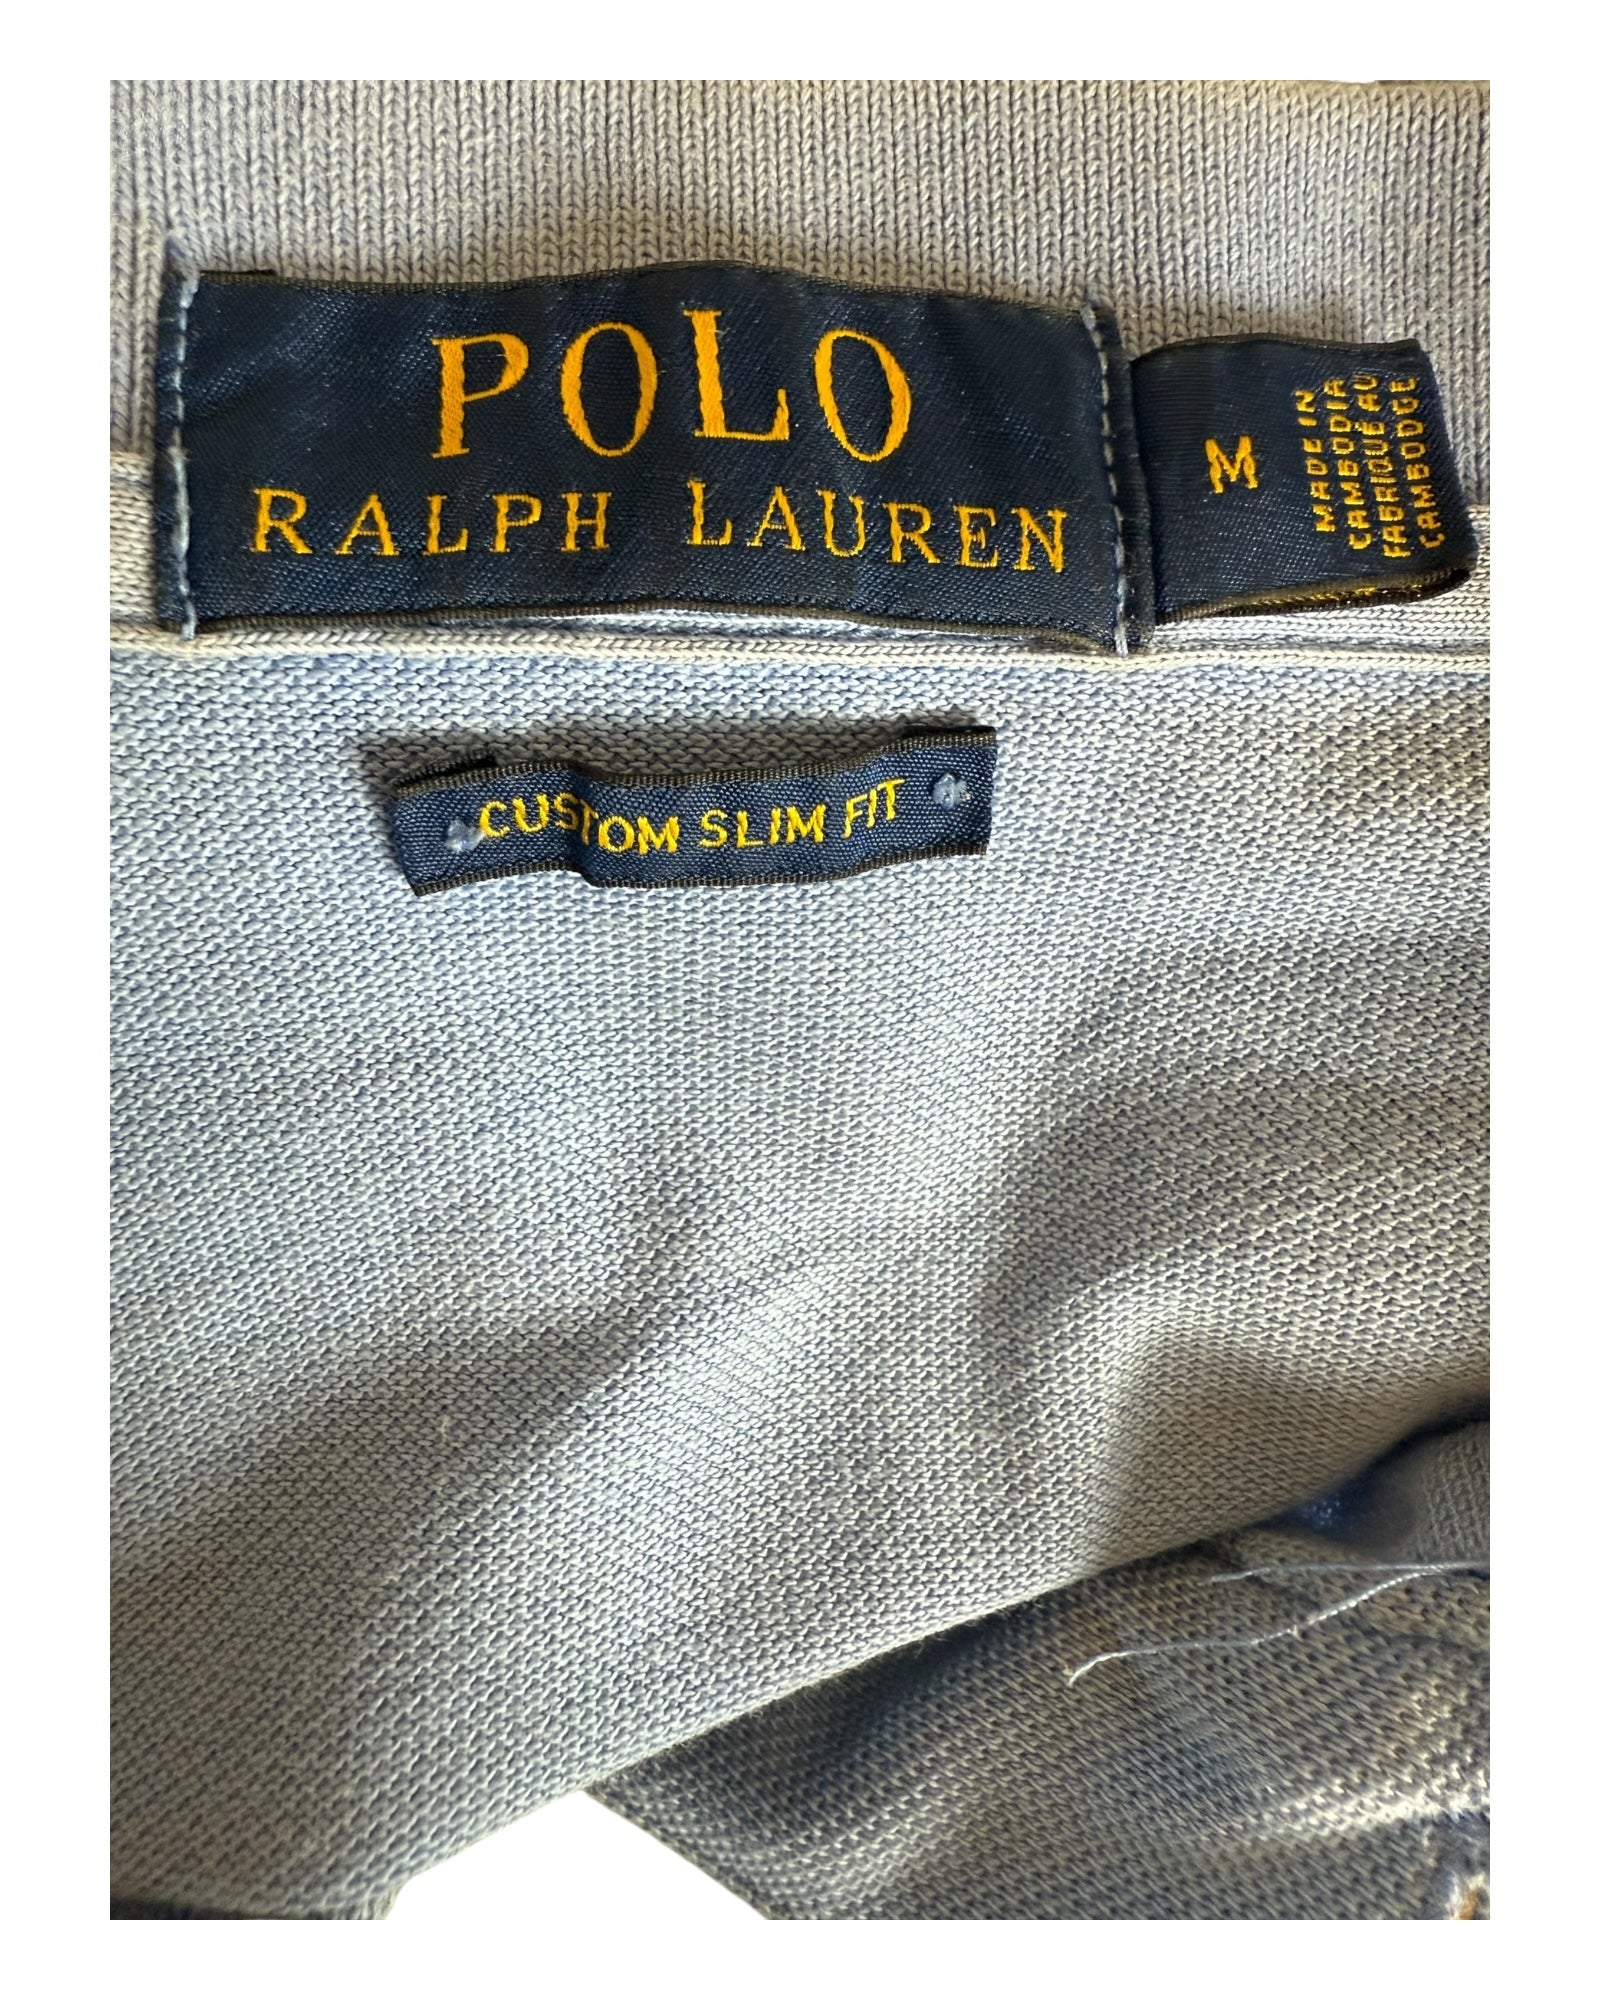 POLO
RALPH LAUREN
M
MADE IN
CAMBODIA
FABRIQUÉ AU
CAMBODGE
CUSTOM SLIM FIT